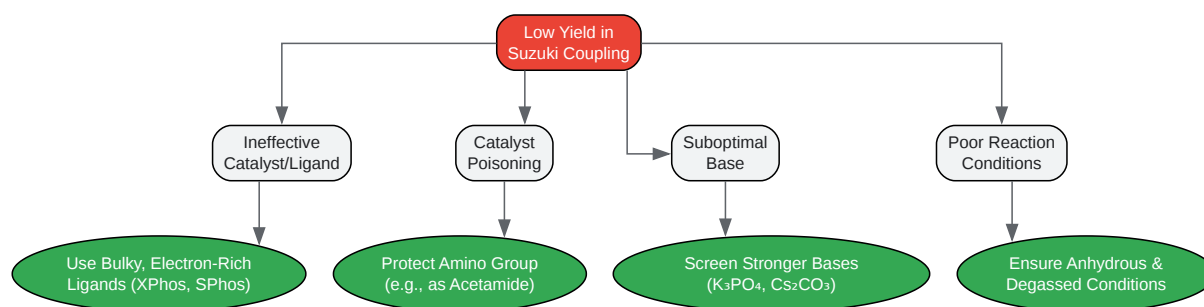 Low Yield in
Suzuki Coupling
Ineffective
Catalyst/Ligand
Catalyst
Poisoning
Suboptimal
Base
Poor Reaction
Conditions
Use Bulky, Electron-Rich
Ligands (XPhos, SPhos)
Protect Amino Group
(e.g., as Acetamide)
Screen Stronger Bases
(K₃PO₄, Cs₂CO₃)
Ensure Anhydrous &
Degassed Conditions